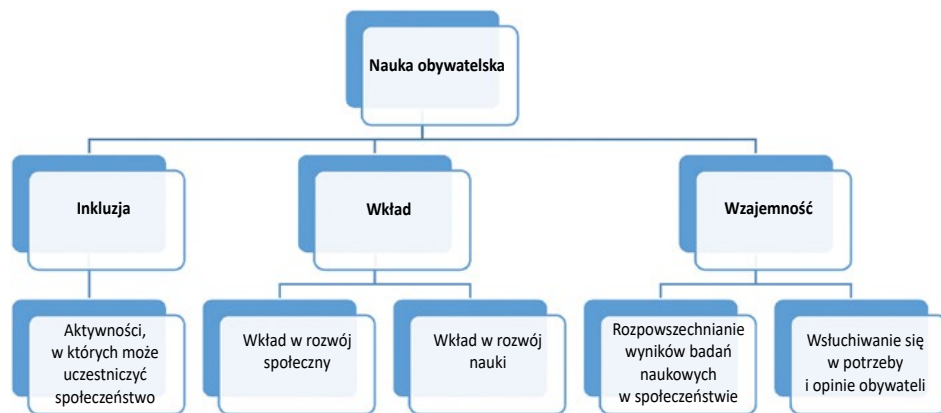 Nauka obywatelska
Inkluzja
Wkład
Wzajemność
Aktywności,
w których może
uczestniczyć
społeczeństwo
Wkład w rozwój
społeczny
Wkład w rozwój
nauki
Rozpowszechnianie
wyników badań
naukowych
w społeczeństwie
Wsłuchiwanie się
w potrzeby
i opinie obywateli